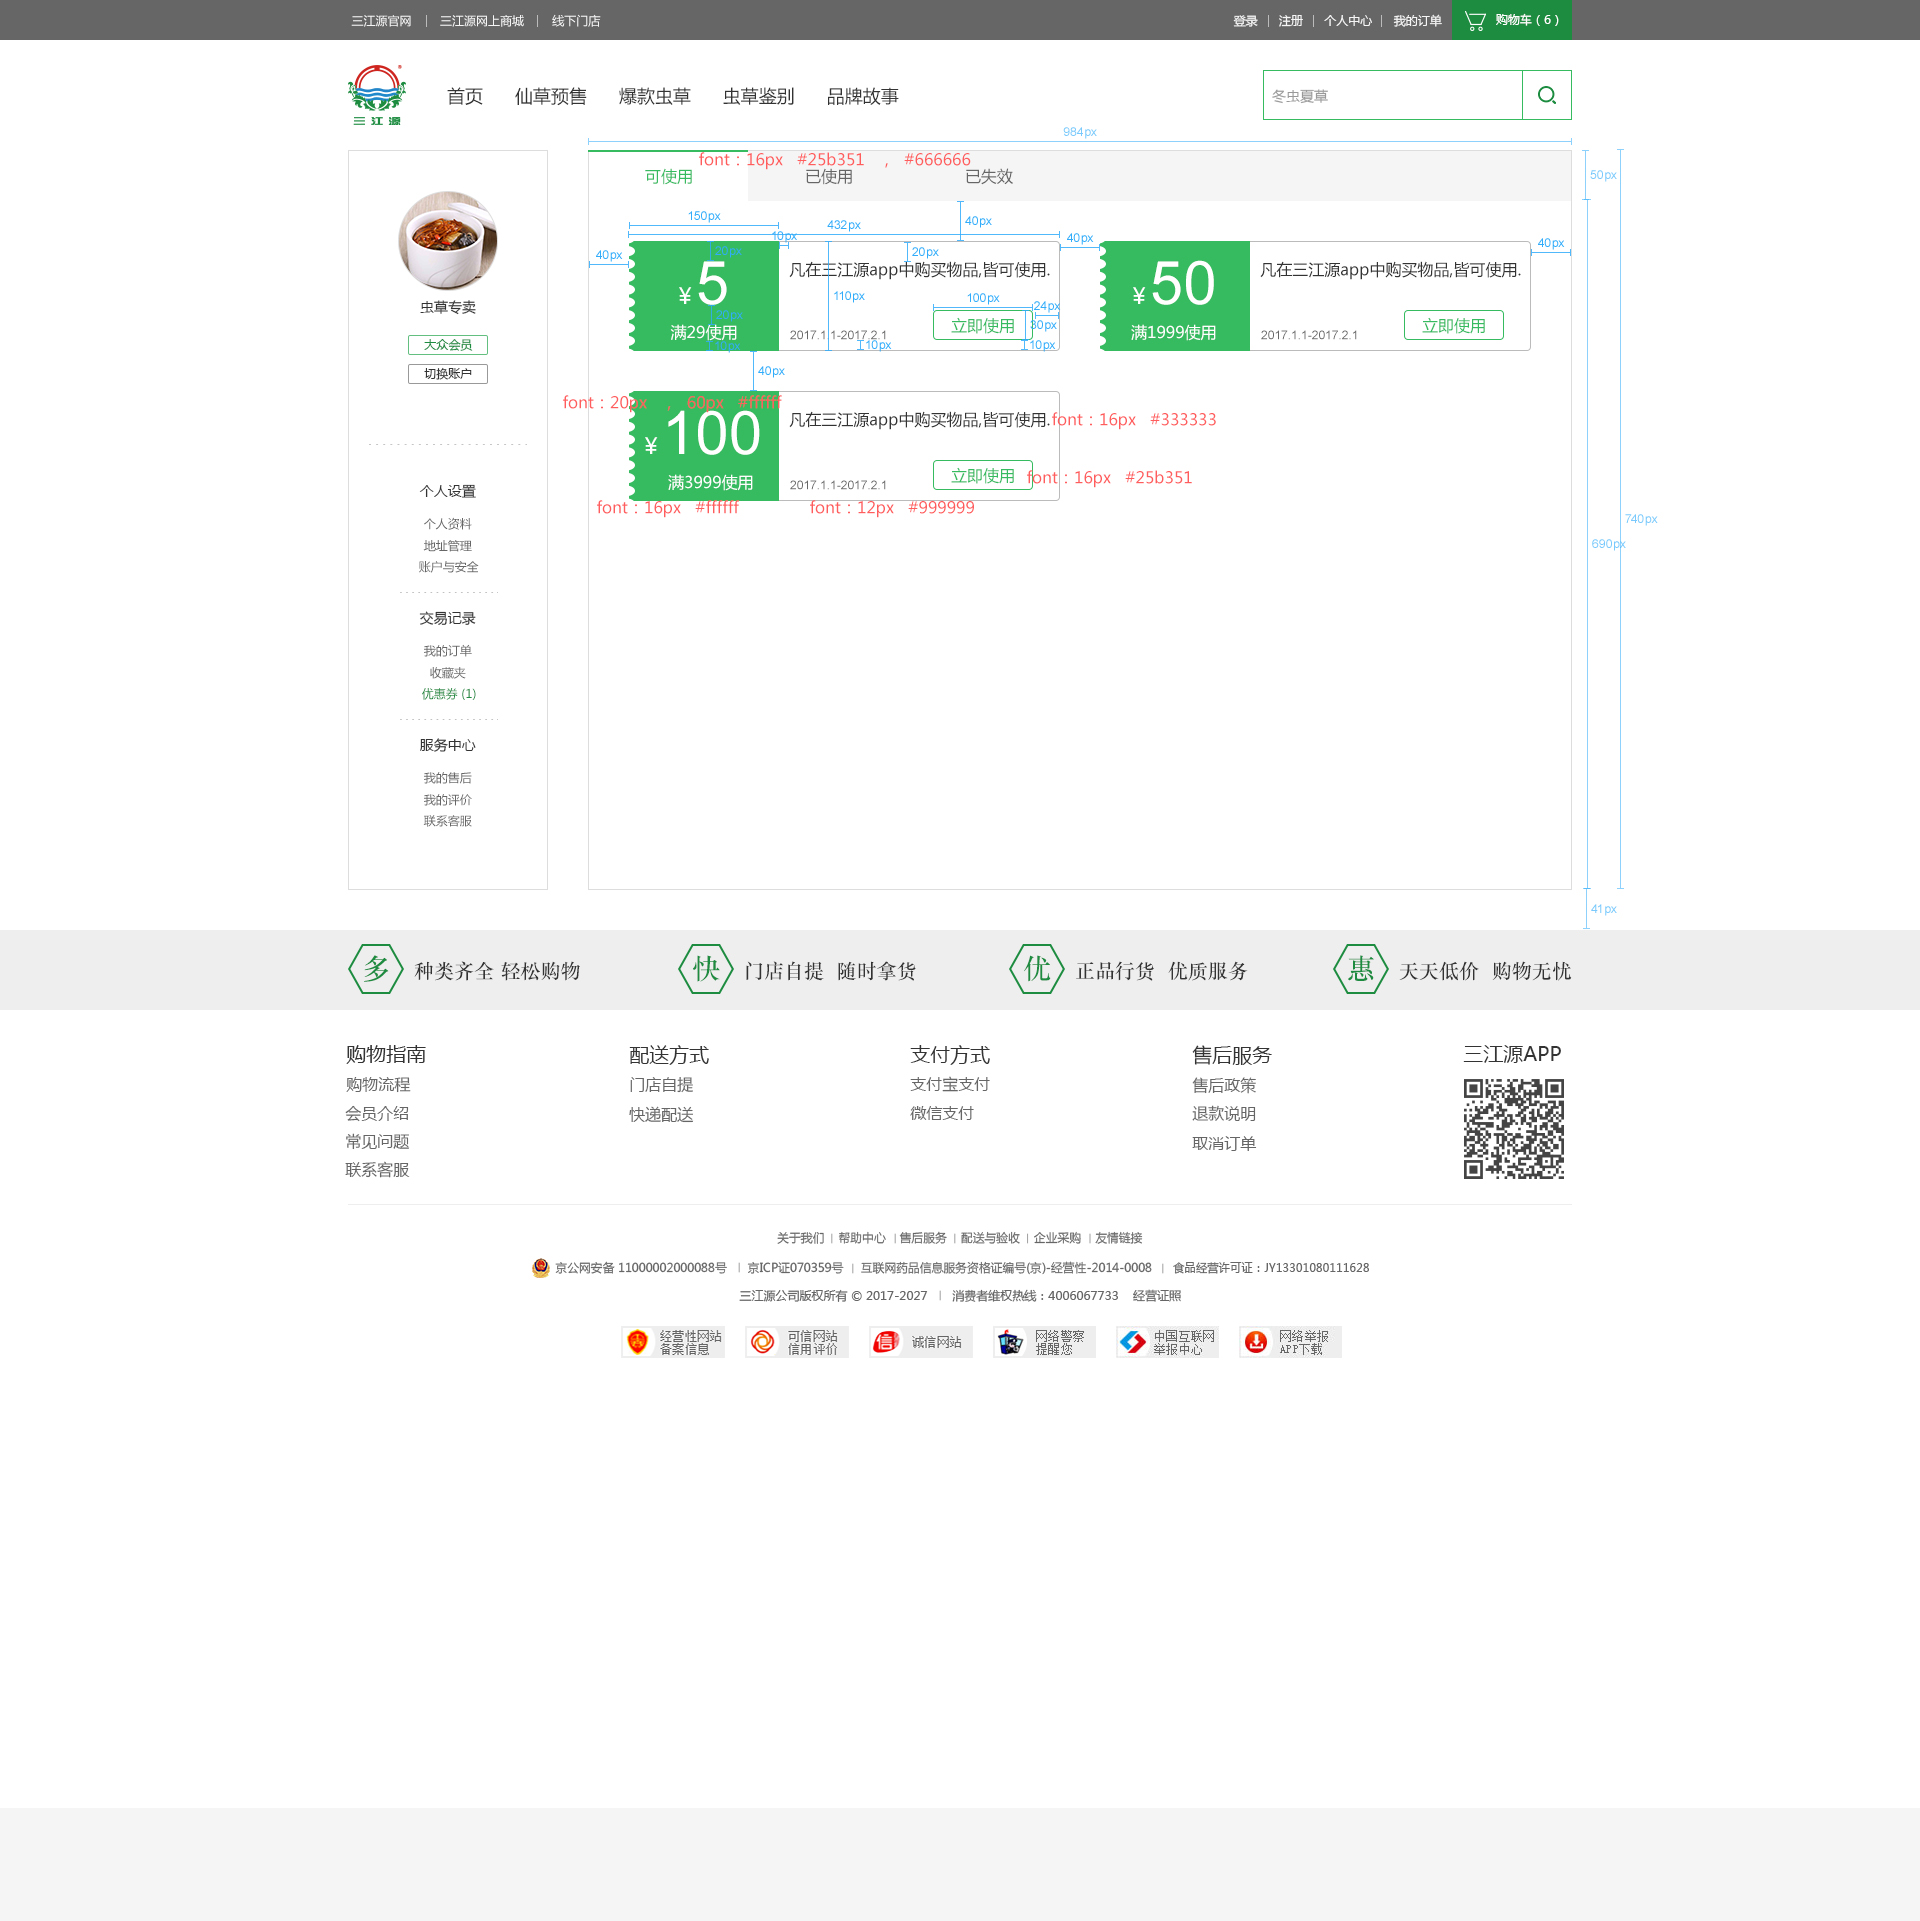 三江源官网 | 三江源网上商城 | 线下门店
登录 | 注册 | 个人中心 | 我的订单
购物车 ( 6 )
三 江 源
首页 仙草预售 爆款虫草 虫草鉴别 品牌故事
冬虫夏草
984px
font : 16px #25b351 , #666666
可使用 已使用 已失效
50px
150px
432px
40px
10px
40px
40px
40px
20px
20px
¥ 5
满29使用
凡在三江源app中购买物品,皆可使用.
110px
100px
24px
20px
30px
2017.1.1-2017.2.1
立即使用
10px
10px
¥ 50
满1999使用
凡在三江源app中购买物品,皆可使用.
2017.1.1-2017.2.1
立即使用
40px
font : 20px , 60px #ffffff
¥ 100
满3999使用
凡在三江源app中购买物品,皆可使用.
font : 16px #333333
2017.1.1-2017.2.1
立即使用
font : 16px #25b351
font : 16px #ffffff
font : 12px #999999
740px
690px
41px
虫草专卖
大众会员
切换账户
个人设置
个人资料
地址管理
账户与安全
交易记录
我的订单
收藏夹
优惠券 (1)
服务中心
我的售后
我的评价
联系客服
多 种类齐全 轻松购物
快 门店自提 随时拿货
优 正品行货 优质服务
惠 天天低价 购物无忧
购物指南
购物流程
会员介绍
常见问题
联系客服
配送方式
门店自提
快递配送
支付方式
支付宝支付
微信支付
售后服务
售后政策
退款说明
取消订单
三江源APP
关于我们 | 帮助中心 | 售后服务 | 配送与验收 | 企业采购 | 友情链接
京公网安备 11000002000088号 | 京ICP证070359号 | 互联网药品信息服务资格证编号(京)-经营性-2014-0008 | 食品经营许可证 : JY13301080111628
三江源公司版权所有 © 2017-2027 | 消费者维权热线 : 4006067733 经营证照
经营性网站
备案信息
可信网站
信用评价
诚信网站
网络警察
提醒您
中国互联网
举报中心
网络举报
APP下载